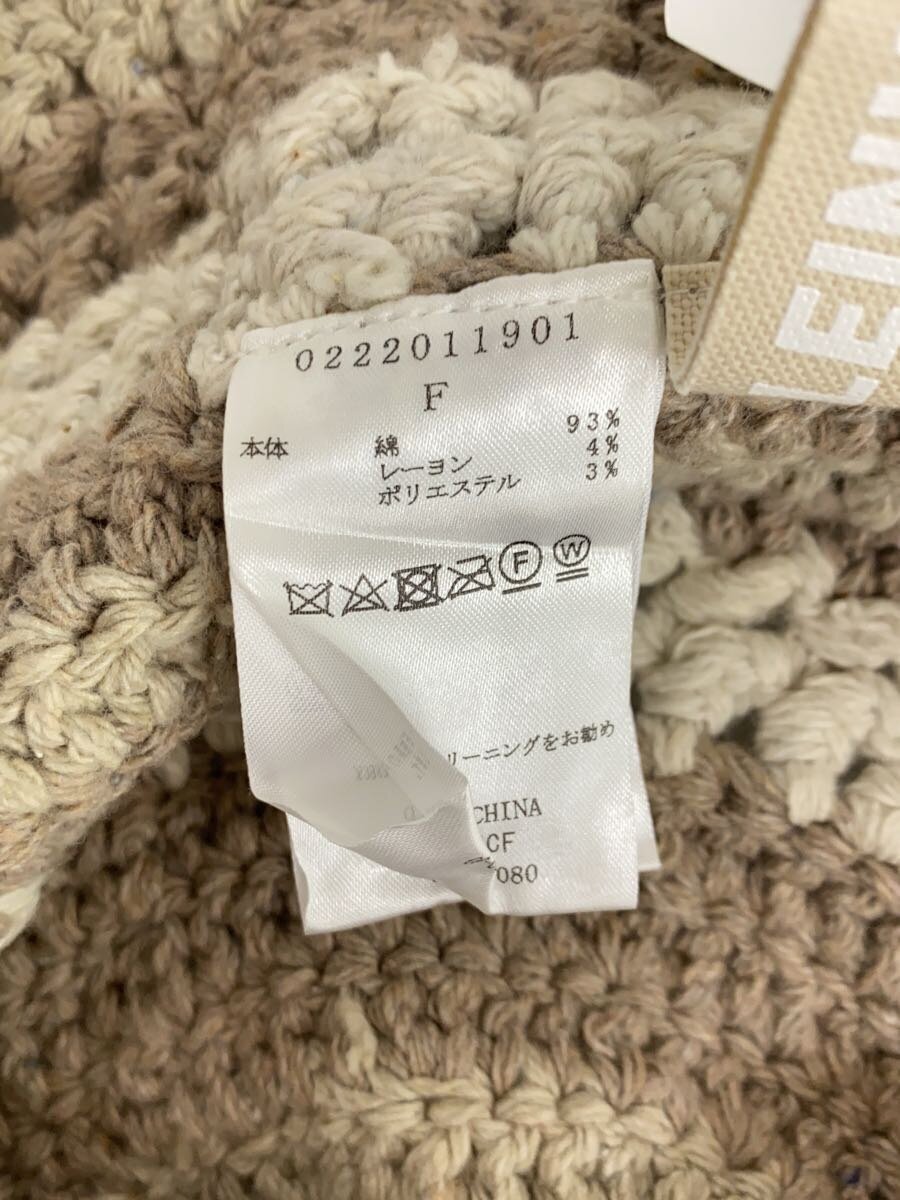 0222011901
F
本体 綿 93%
レーヨン 4%
ポリエステル 3%
F W
リーニングをお勧め
CHINA
CF
080
LEIN